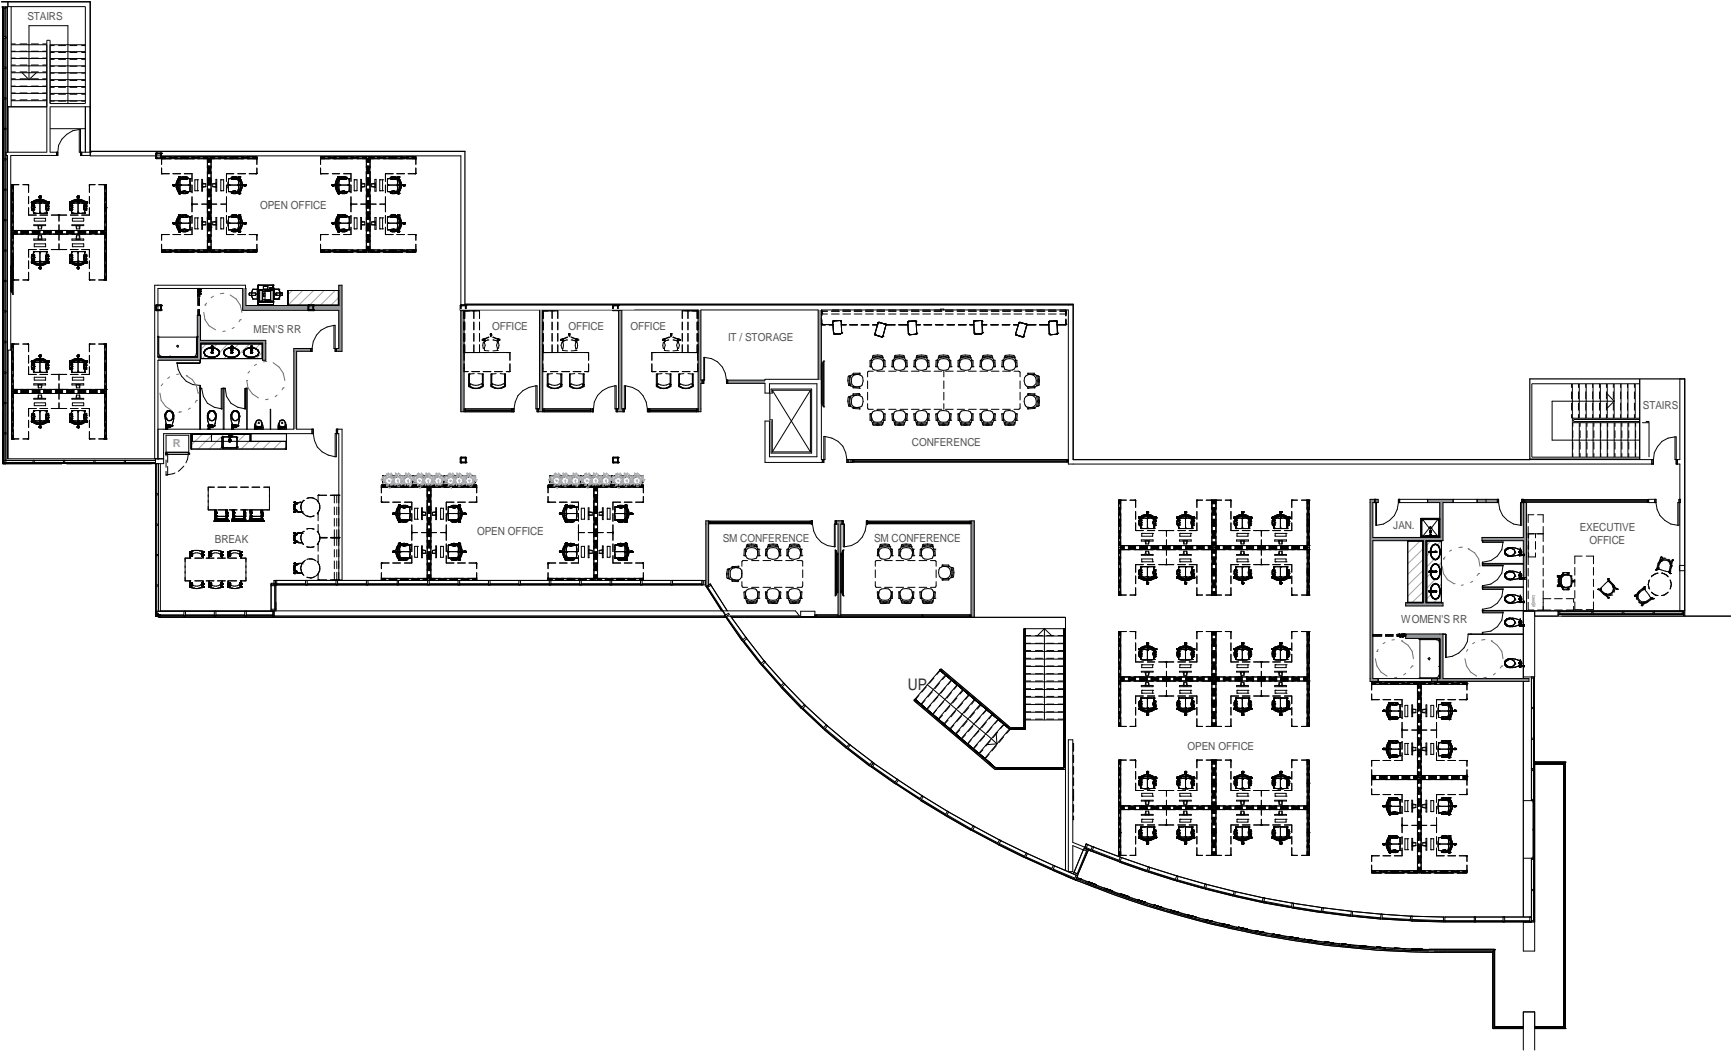 STAIRS
OPEN OFFICE
MEN'S RR
OFFICE
OFFICE
OFFICE
IT / STORAGE
CONFERENCE
STAIRS
R
BREAK
OPEN OFFICE
SM CONFERENCE
SM CONFERENCE
JAN.
EXECUTIVE
OFFICE
WOMEN'S RR
UP
OPEN OFFICE